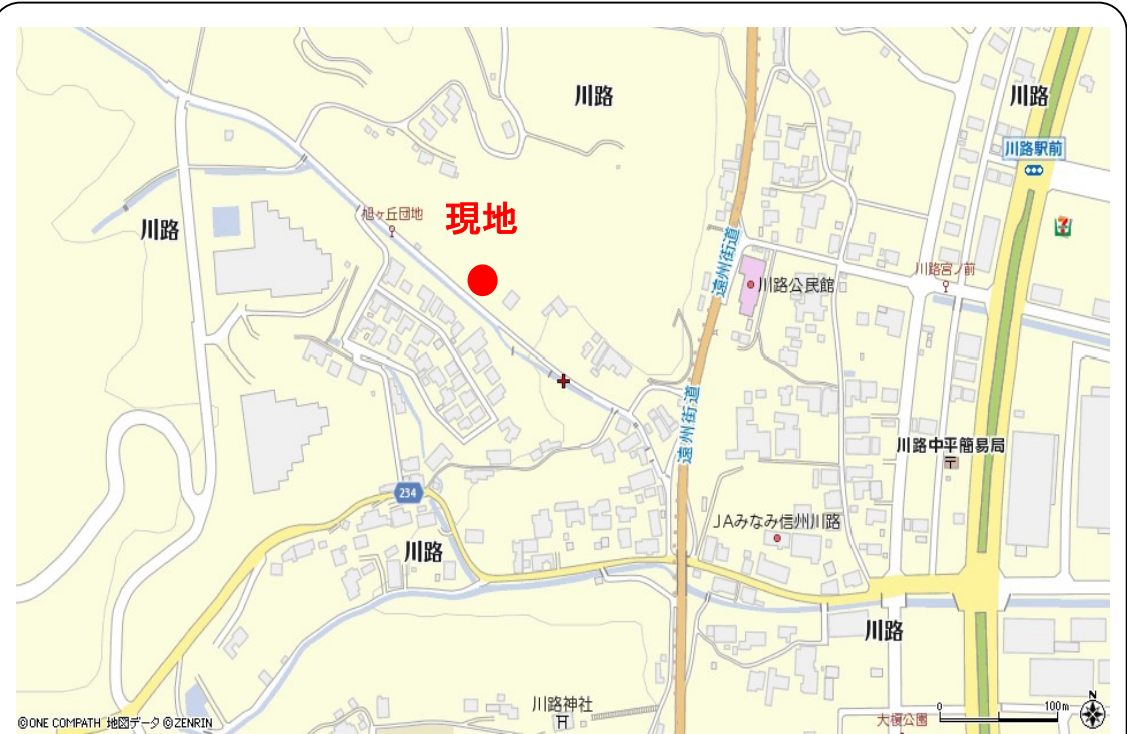 川路
川路
川路駅前
旭ヶ丘団地
現地
川路
7
遠州街道
川路公民館
川路宮ノ前
遠州街道
川路中平簡易局
234
JAみなみ信州川路
川路
川路
川路神社
大榎公園
0
100m
N
©ONE COMPATH 地図データ ©ZENRIN